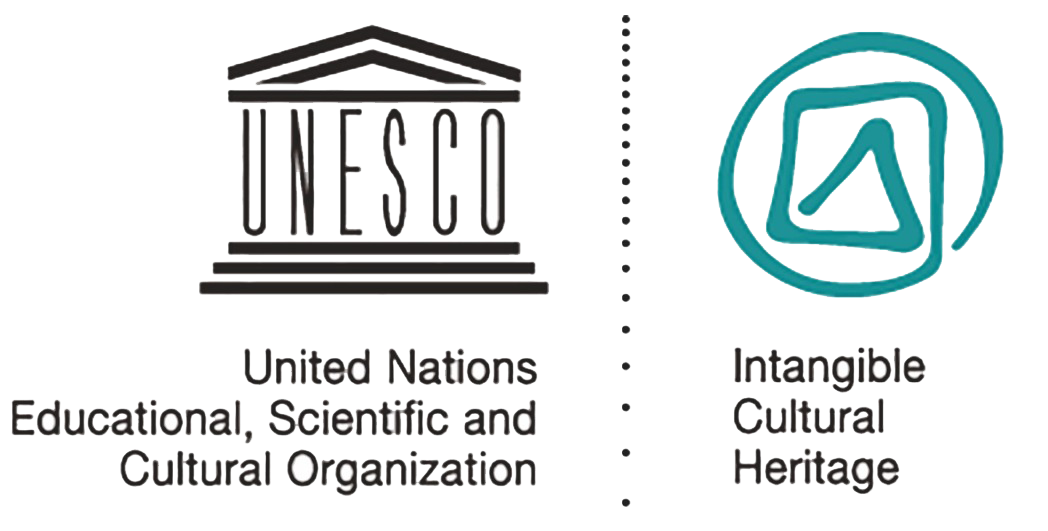 UNESCO
United Nations
Educational, Scientific and
Cultural Organization
Intangible
Cultural
Heritage